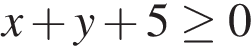 x + y + 5 ≥ 0